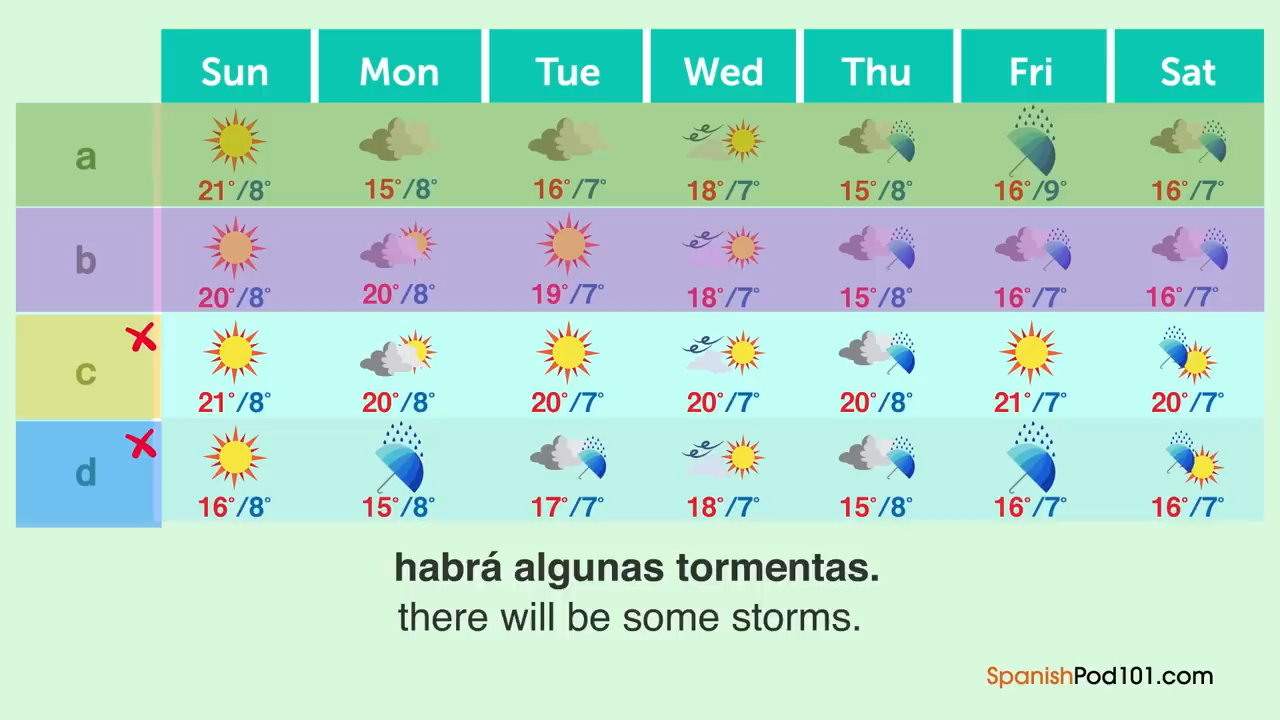 Sun Mon Tue Wed Thu Fri Sat
a
21°/8° 15°/8° 16°/7° 18°/7° 15°/8° 16°/9° 16°/7°
b
20°/8° 20°/8° 19°/7° 18°/7° 15°/8° 16°/7° 16°/7°
c
21°/8° 20°/8° 20°/7° 20°/7° 20°/8° 21°/7° 20°/7°
d
16°/8° 15°/8° 17°/7° 18°/7° 15°/8° 16°/7° 16°/7°
habrá algunas tormentas.
there will be some storms.
SpanishPod101.com